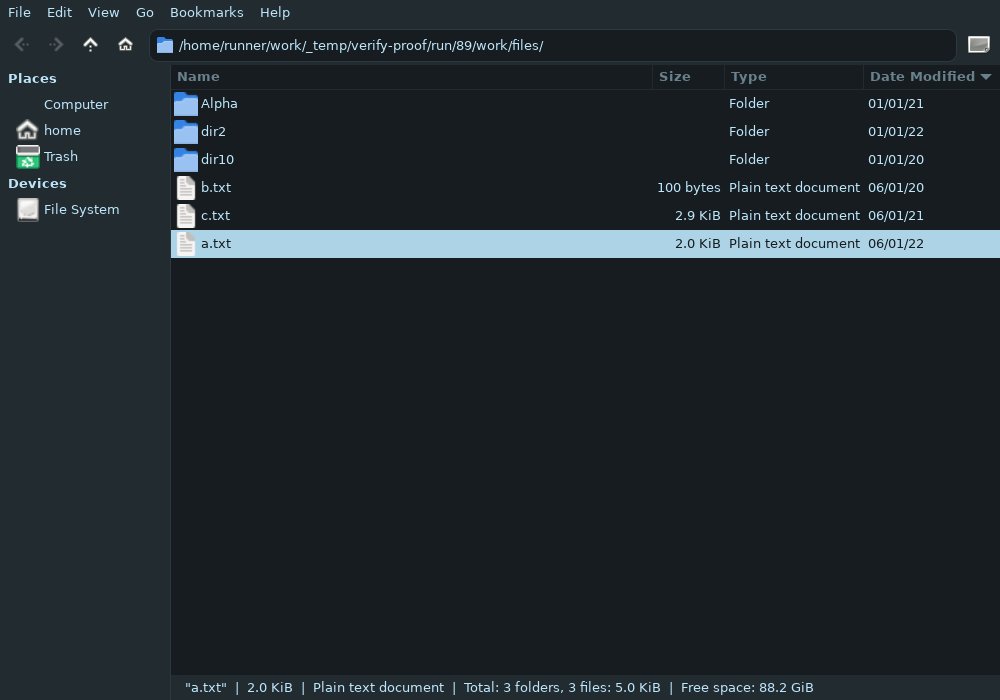 File Edit View Go Bookmarks Help
/home/runner/work/_temp/verify-proof/run/89/work/files/
Places
Computer
home
Trash
Devices
File System
Name Size Type Date Modified
Alpha Folder 01/01/21
dir2 Folder 01/01/22
dir10 Folder 01/01/20
b.txt 100 bytes Plain text document 06/01/20
c.txt 2.9 KiB Plain text document 06/01/21
a.txt 2.0 KiB Plain text document 06/01/22
"a.txt" | 2.0 KiB | Plain text document | Total: 3 folders, 3 files: 5.0 KiB | Free space: 88.2 GiB